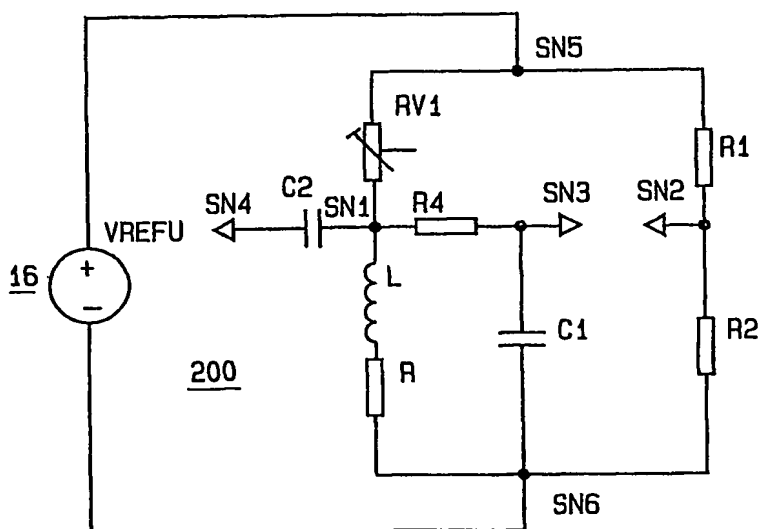 SN5
RV1
R1
C2
SN4
SN1
R4
SN3
SN2
VREFU
+
16
−
L
C1
R2
200
R
SN6